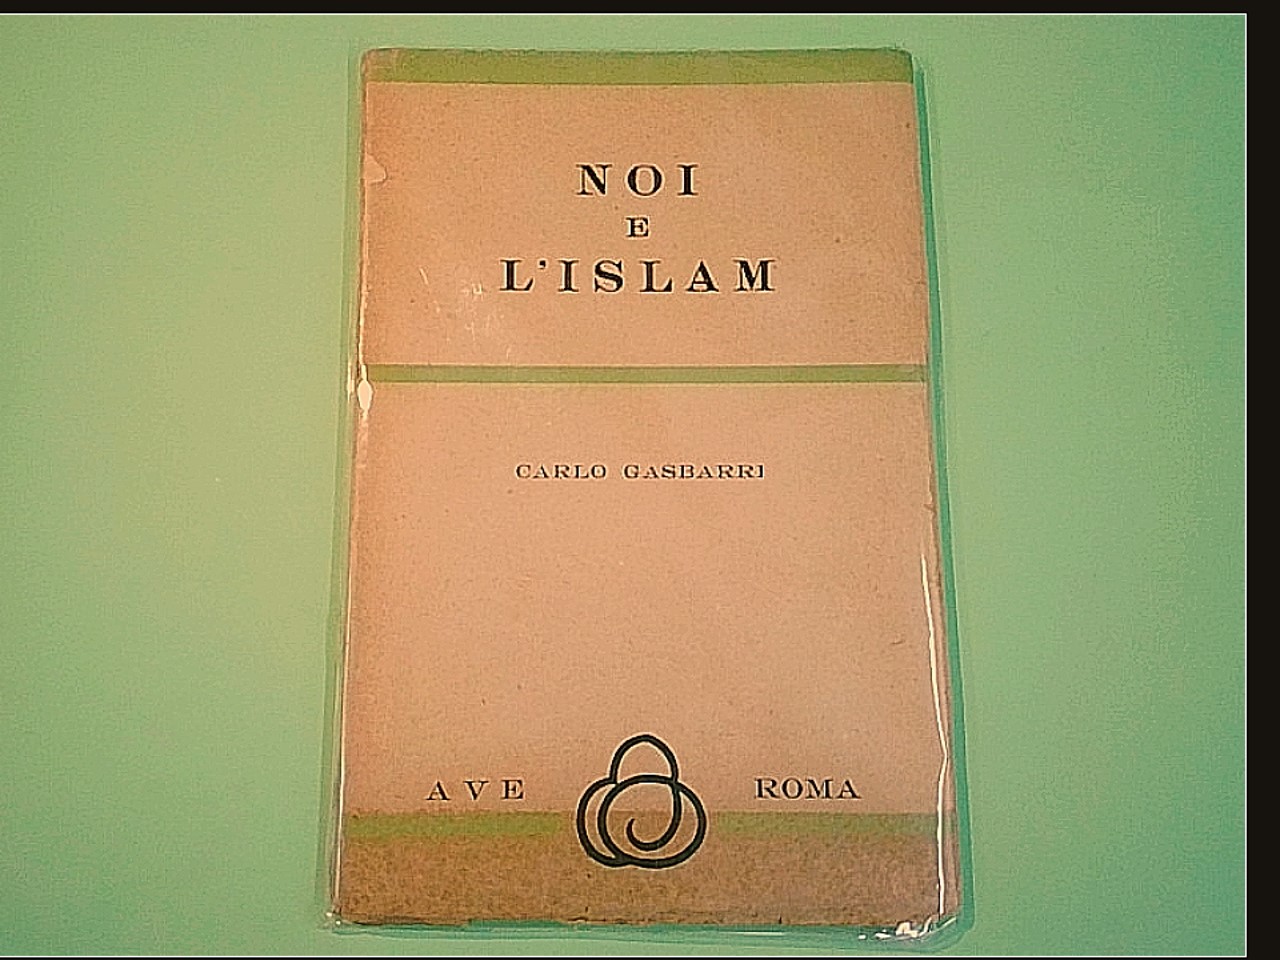 NOI
E
L'ISLAM
CARLO GASBARRI
AVE ROMA